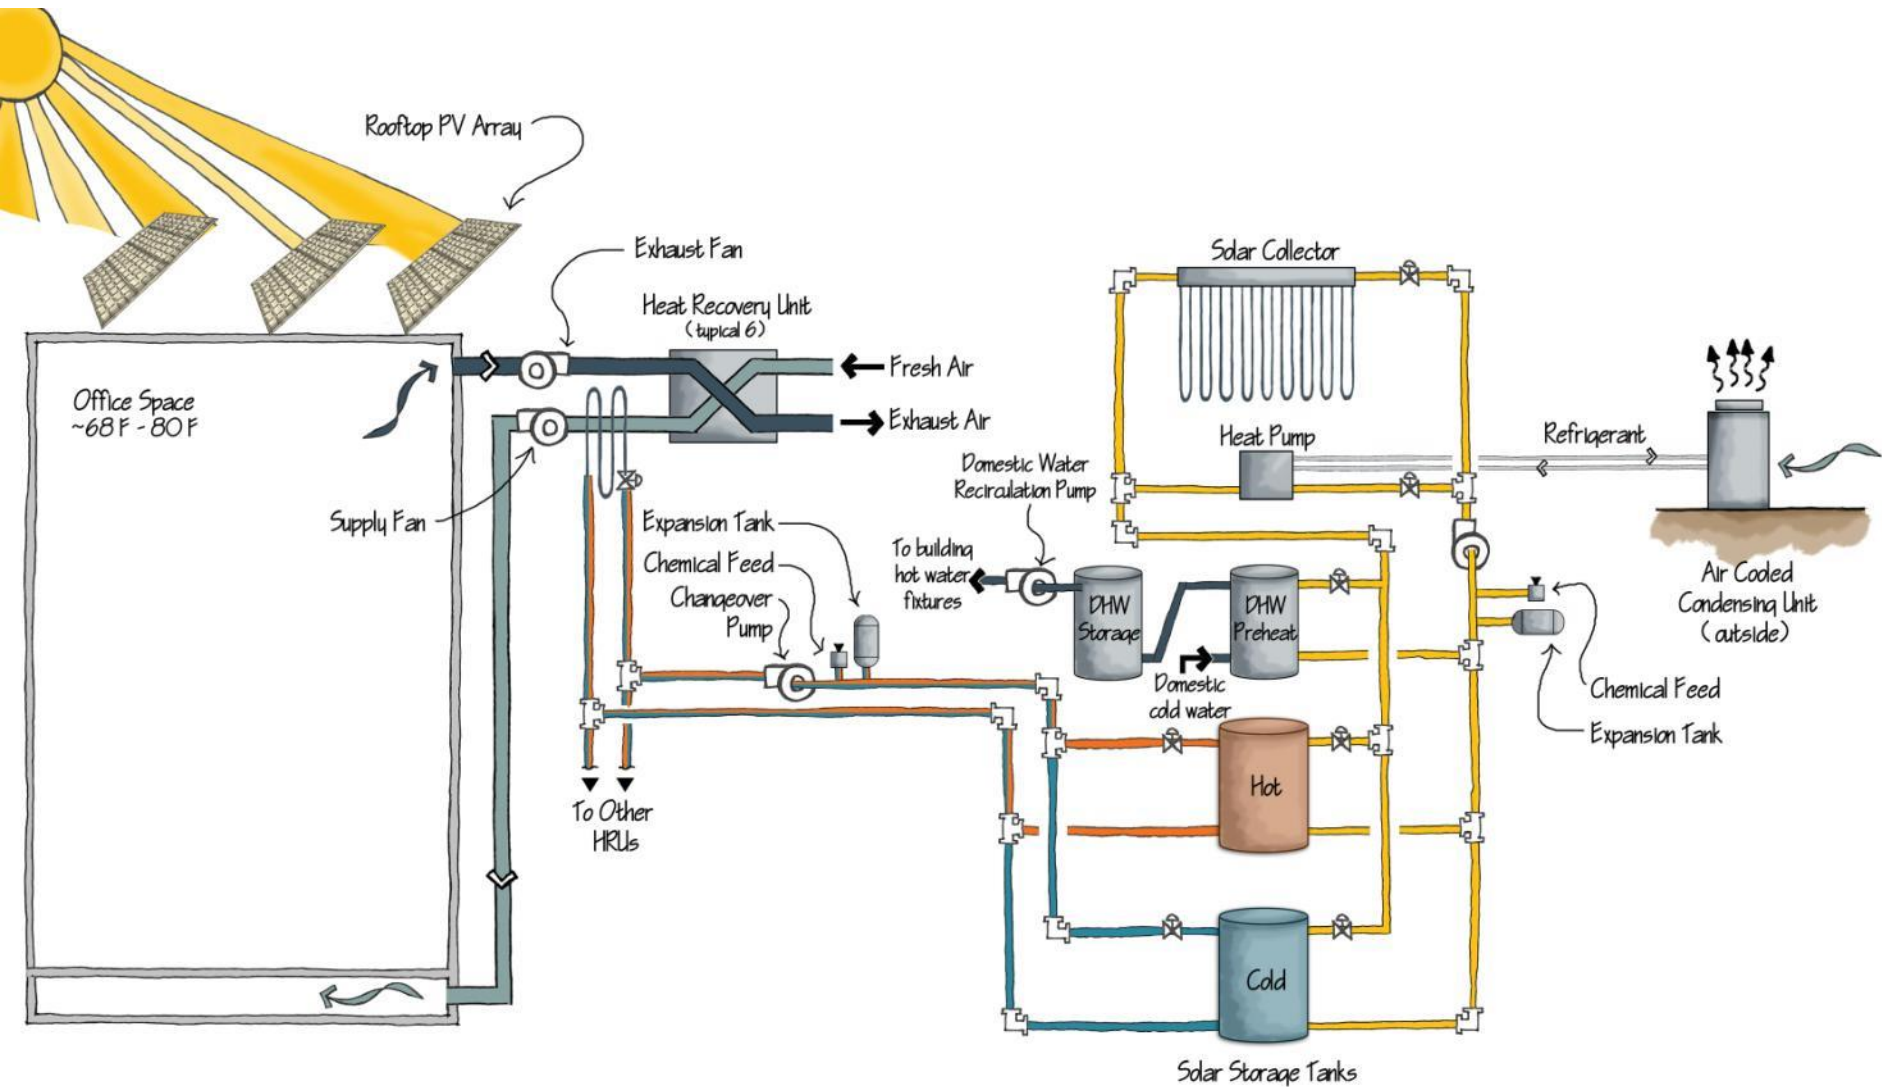 Rooftop PV Array
Exhaust Fan
Solar Collector
Heat Recovery Unit
(typical 6)
Fresh Air
Office Space
~68 F - 80 F
Exhaust Air
Heat Pump
Refrigerant
Domestic Water
Recirculation Pump
Supply Fan
Expansion Tank
Chemical Feed
Changeover
Pump
To building
hot water
fixtures
DHW
Storage
DHW
Preheat
Air Cooled
Condensing Unit
(outside)
Domestic
cold water
Chemical Feed
Expansion Tank
Hot
To Other
HRUs
Cold
Solar Storage Tanks